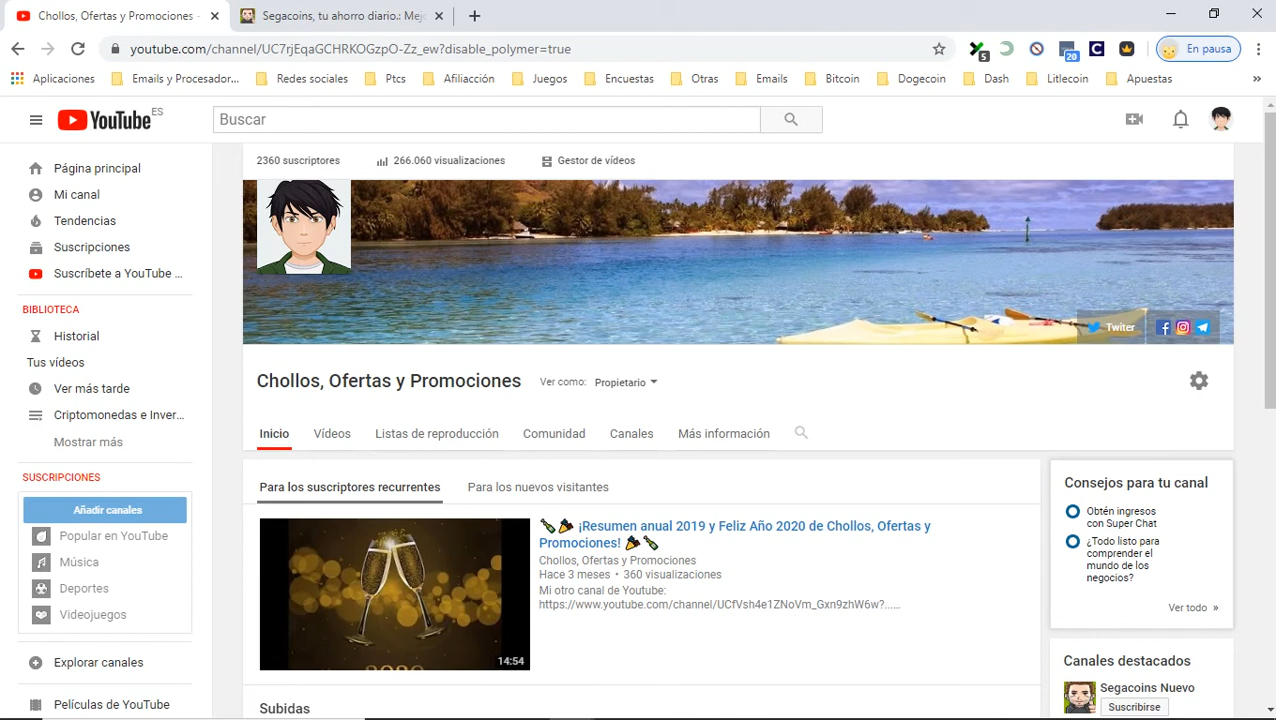 Chollos, Ofertas y Promociones -
Segacoins, tu ahorro diario.: Mejo
youtube.com/channel/UC7rjEqaGCHRKOGzpO-Zz_ew?disable_polymer=true
5
20
En pausa
Aplicaciones
Emails y Procesador...
Redes sociales
Ptcs
Afiliacción
Juegos
Encuestas
Otras
Emails
Bitcoin
Dogecoin
Dash
Litlecoin
Apuestas
»
YouTube ES
Buscar
2360 suscriptores
266.060 visualizaciones
Gestor de vídeos
Página principal
Mi canal
Tendencias
Suscripciones
Suscríbete a YouTube ...
BIBLIOTECA
Historial
Tus vídeos
Ver más tarde
Criptomonedas e Inver...
Mostrar más
SUSCRIPCIONES
Añadir canales
Popular en YouTube
Música
Deportes
Videojuegos
Explorar canales
Películas de YouTube
Twiter
Chollos, Ofertas y Promociones
Ver como: Propietario
Inicio
Vídeos
Listas de reproducción
Comunidad
Canales
Más información
Para los suscriptores recurrentes
Para los nuevos visitantes
2020
14:54
¡Resumen anual 2019 y Feliz Año 2020 de Chollos, Ofertas y
Promociones!
Chollos, Ofertas y Promociones
Hace 3 meses • 360 visualizaciones
Mi otro canal de Youtube:
https://www.youtube.com/channel/UCfVsh4e1ZNoVm_Gxn9zhW6w?......
Subidas
Consejos para tu canal
Obtén ingresos
con Super Chat
¿Todo listo para
comprender el
mundo de los
negocios?
Ver todo »
Canales destacados
Segacoins Nuevo
Suscribirse